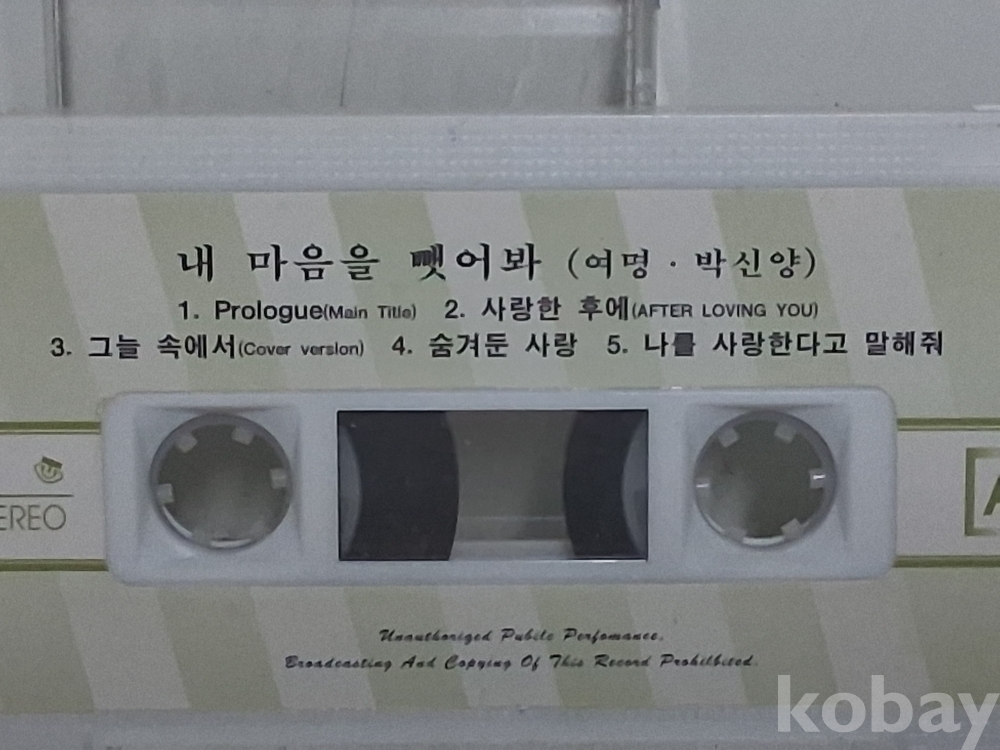 내 마음을 뺏어봐 (여명 · 박신양)
1. Prologue(Main Title) 2. 사랑한 후에(AFTER LOVING YOU)
3. 그늘 속에서(Cover version) 4. 숨겨둔 사랑 5. 나를 사랑한다고 말해줘
EREO
A
Unauthorized Public Perfomance,
Broadcasting And Copying Of This Record Prohilbited.
kobay